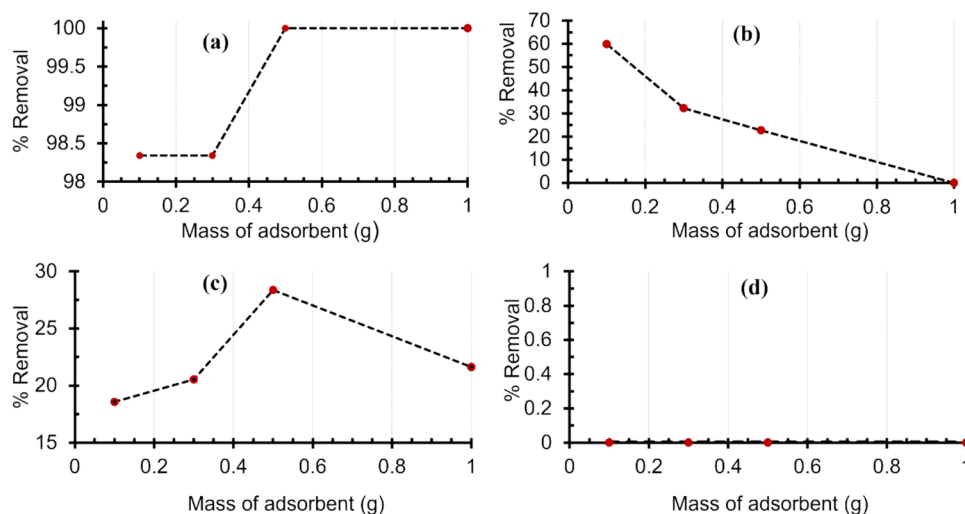 (a)
% Removal
100
99.5
99
98.5
98
0 0.2 0.4 0.6 0.8 1
Mass of adsorbent (g)
(b)
% Removal
70
60
50
40
30
20
10
0
0 0.2 0.4 0.6 0.8 1
Mass of adsorbent (g)
(c)
% Removal
30
25
20
15
0 0.2 0.4 0.6 0.8 1
Mass of adsorbent (g)
(d)
% Removal
1
0.8
0.6
0.4
0.2
0
0 0.2 0.4 0.6 0.8 1
Mass of adsorbent (g)